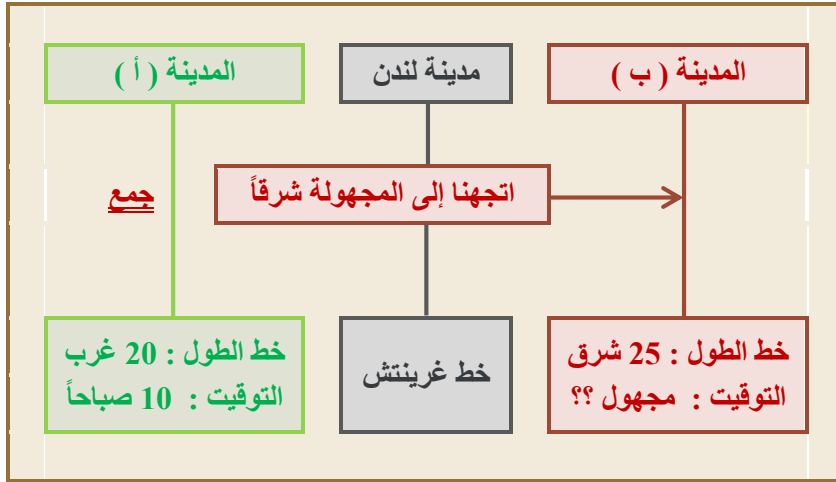 المدينة ( ب )
مدينة لندن
المدينة ( أ )
اتجهنا إلى المجهولة شرقاً
جمع
خط الطول : 25 شرق
التوقيت : مجهول ؟؟
خط غرينتش
خط الطول : 20 غرب
التوقيت : 10 صباحاً